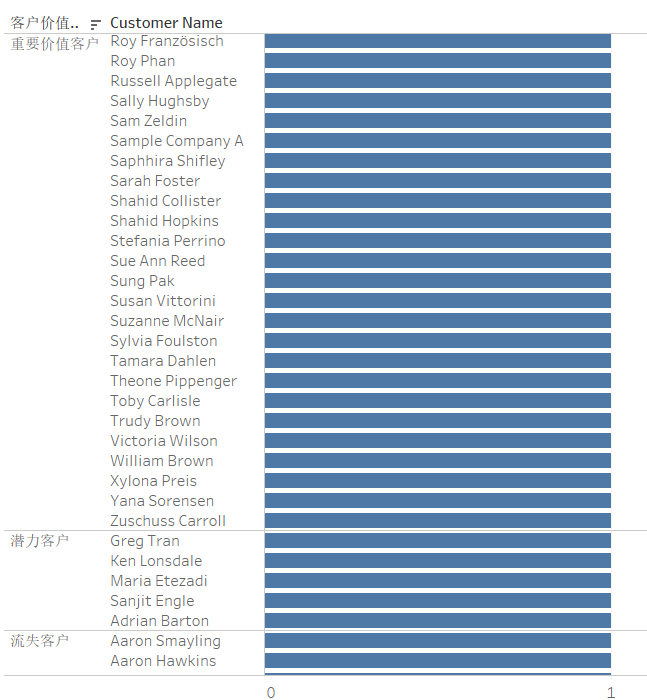 客户价值.. Customer Name
重要价值客户 Roy Französisch
Roy Phan
Russell Applegate
Sally Hughsby
Sam Zeldin
Sample Company A
Saphhira Shifley
Sarah Foster
Shahid Collister
Shahid Hopkins
Stefania Perrino
Sue Ann Reed
Sung Pak
Susan Vittorini
Suzanne McNair
Sylvia Foulston
Tamara Dahlen
Theone Pippenger
Toby Carlisle
Trudy Brown
Victoria Wilson
William Brown
Xylona Preis
Yana Sorensen
Zuschuss Carroll
潜力客户 Greg Tran
Ken Lonsdale
Maria Etezadi
Sanjit Engle
Adrian Barton
流失客户 Aaron Smayling
Aaron Hawkins
0 1